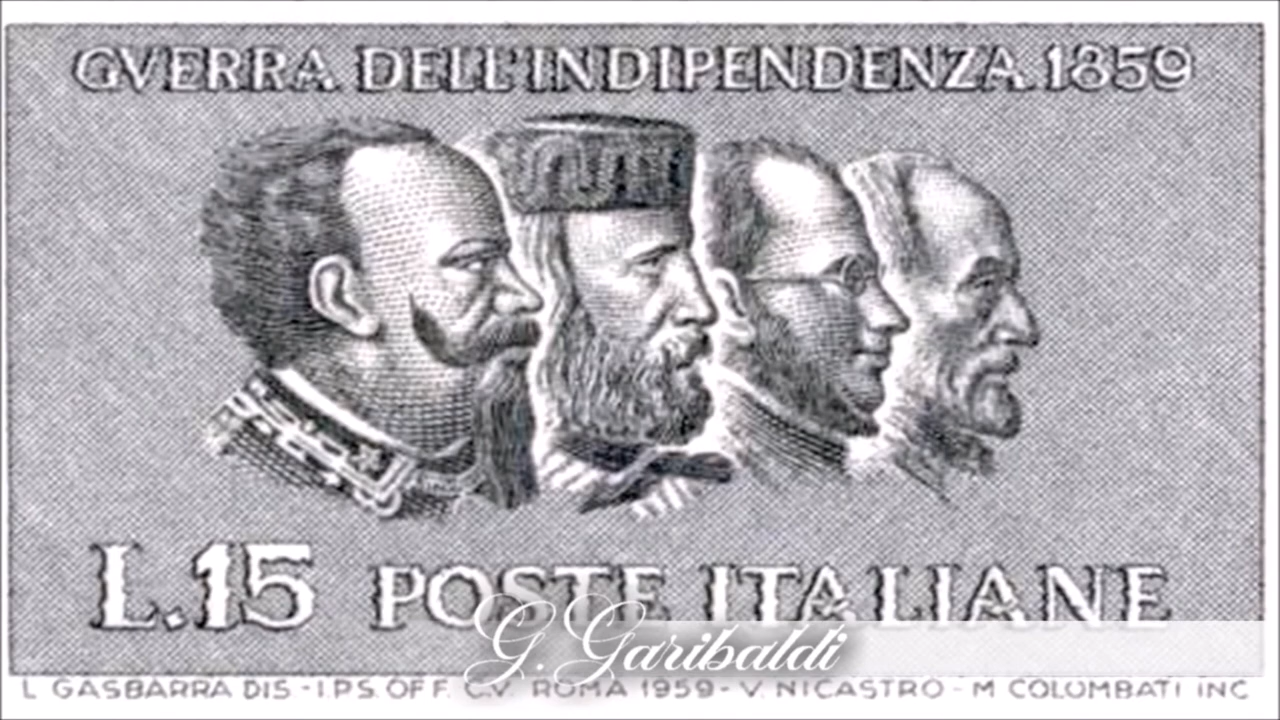 GVERRA DELL'INDIPENDENZA 1859
L.15 POSTE ITALIANE
G. Garibaldi
L GASBARRA DIS - I.P.S. OFF. C.V. ROMA 1959 - V. NICASTRO - M COLOMBATI INC